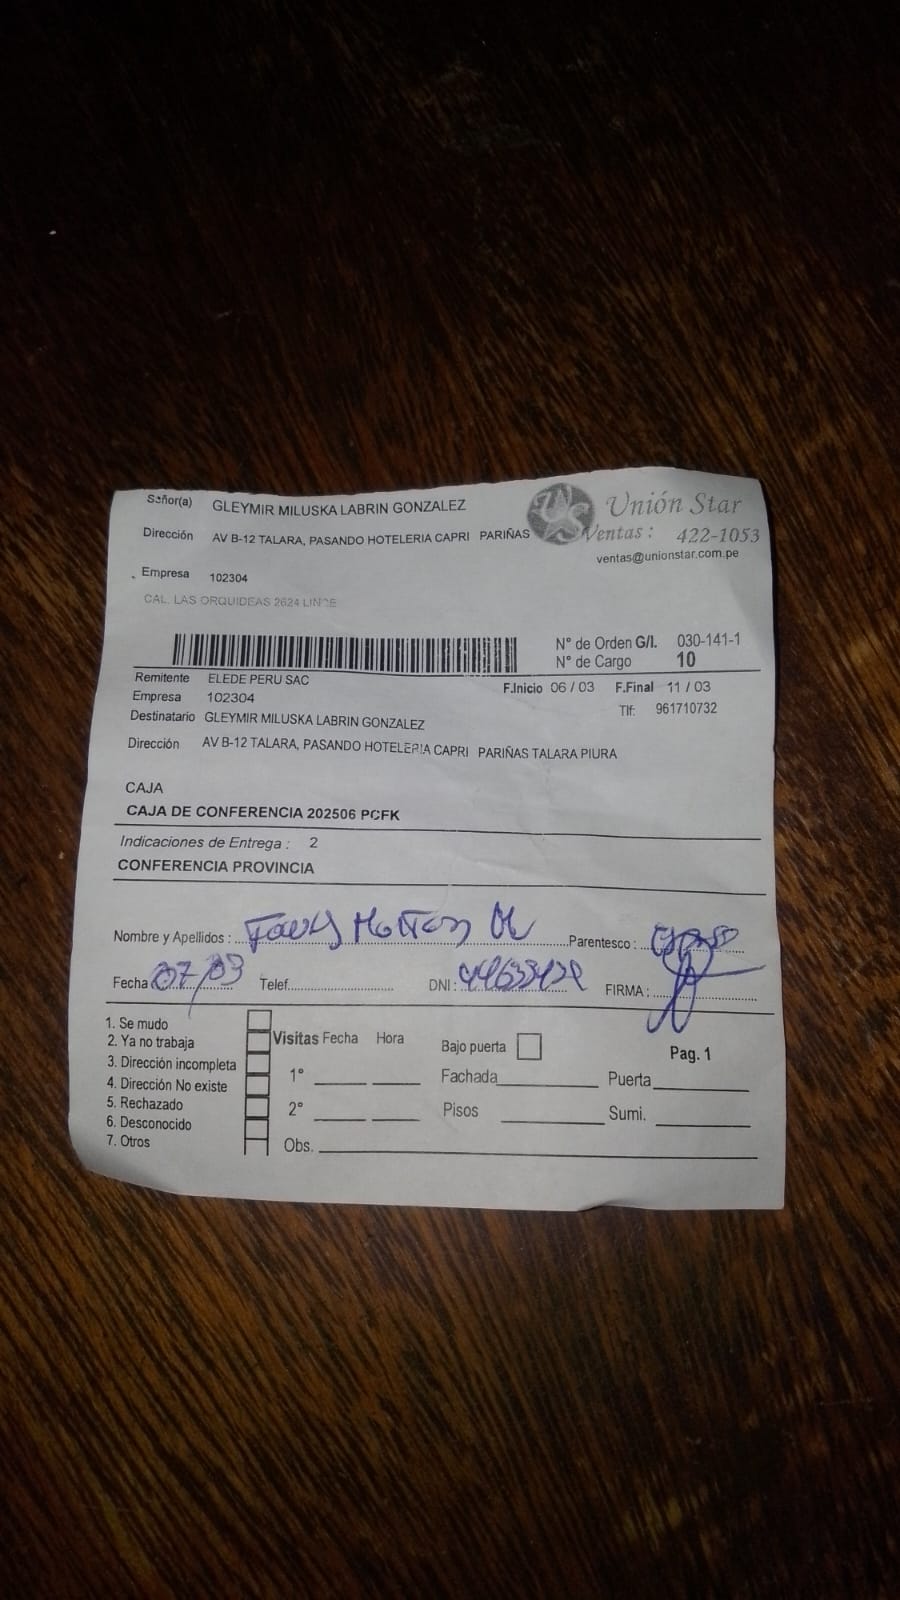 Señor(a) GLEYMIR MILUSKA LABRIN GONZALEZ
Unión Star
Dirección AV B-12 TALARA, PASANDO HOTELERIA CAPRI PARIÑAS
Ventas : 422-1053
ventas@unionstar.com.pe
Empresa 102304
CAL. LAS ORQUIDEAS 2624 LINCE
N° de Orden G/I. 030-141-1
N° de Cargo 10
Remitente ELEDE PERU SAC
F.Inicio 06 / 03 F.Final 11 / 03
Empresa 102304
Tlf: 961710732
Destinatario GLEYMIR MILUSKA LABRIN GONZALEZ
Dirección AV B-12 TALARA, PASANDO HOTELERIA CAPRI PARIÑAS TALARA PIURA
CAJA
CAJA DE CONFERENCIA 202506 PCFK
Indicaciones de Entrega : 2
CONFERENCIA PROVINCIA
Nombre y Apellidos : Parentesco :
Fecha 07/03 Telef. DNI : FIRMA :
1. Se mudo
2. Ya no trabaja
3. Dirección incompleta
4. Dirección No existe
5. Rechazado
6. Desconocido
7. Otros
Visitas Fecha Hora
1°
2°
Obs.
Bajo puerta
Pag. 1
Fachada Puerta
Pisos Sumi.